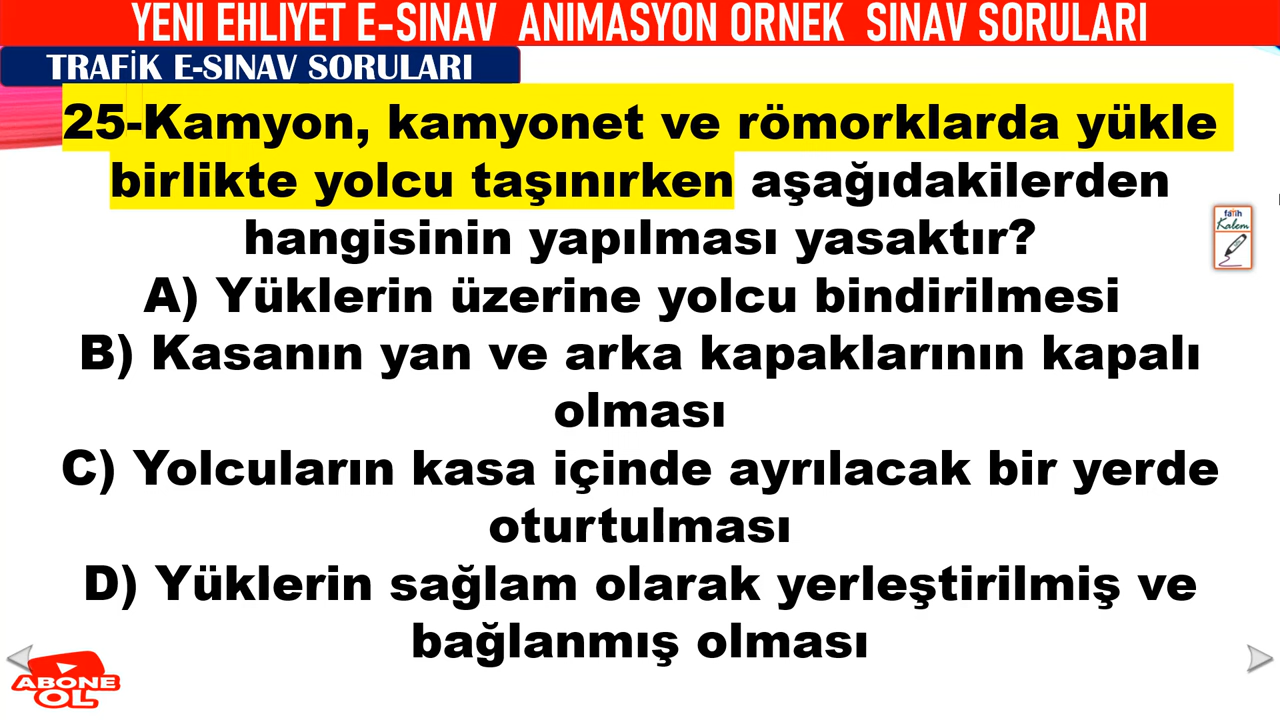 YENİ EHLİYET E-SINAV ANIMASYON ORNEK SINAV SORULARI
TRAFİK E-SINAV SORULARI
25-Kamyon, kamyonet ve römorklarda yükle
birlikte yolcu taşınırken aşağıdakilerden
hangisinin yapılması yasaktır?
fatih
Kalem
A) Yüklerin üzerine yolcu bindirilmesi
B) Kasanın yan ve arka kapaklarının kapalı
olması
C) Yolcuların kasa içinde ayrılacak bir yerde
oturtulması
D) Yüklerin sağlam olarak yerleştirilmiş ve
bağlanmış olması
ABONE
OL